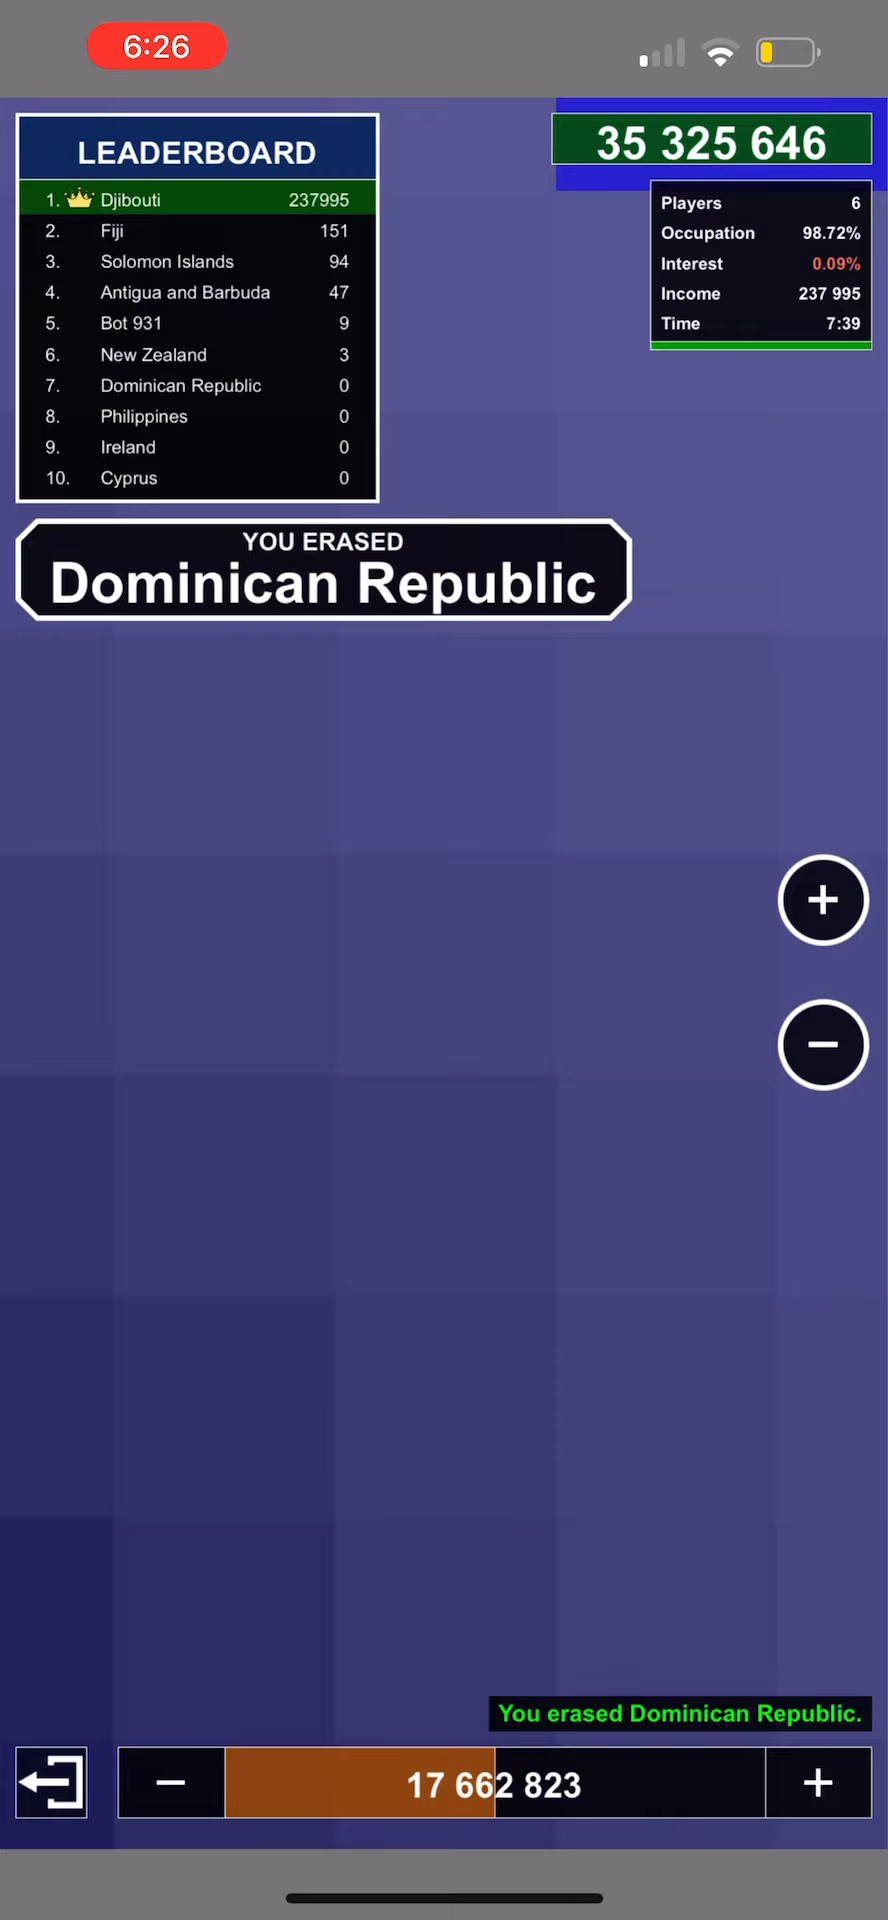 6:26
LEADERBOARD
1. Djibouti 237995
2. Fiji 151
3. Solomon Islands 94
4. Antigua and Barbuda 47
5. Bot 931 9
6. New Zealand 3
7. Dominican Republic 0
8. Philippines 0
9. Ireland 0
10. Cyprus 0
35 325 646
Players 6
Occupation 98.72%
Interest 0.09%
Income 237 995
Time 7:39
YOU ERASED
Dominican Republic
+
−
You erased Dominican Republic.
− 17 662 823 +